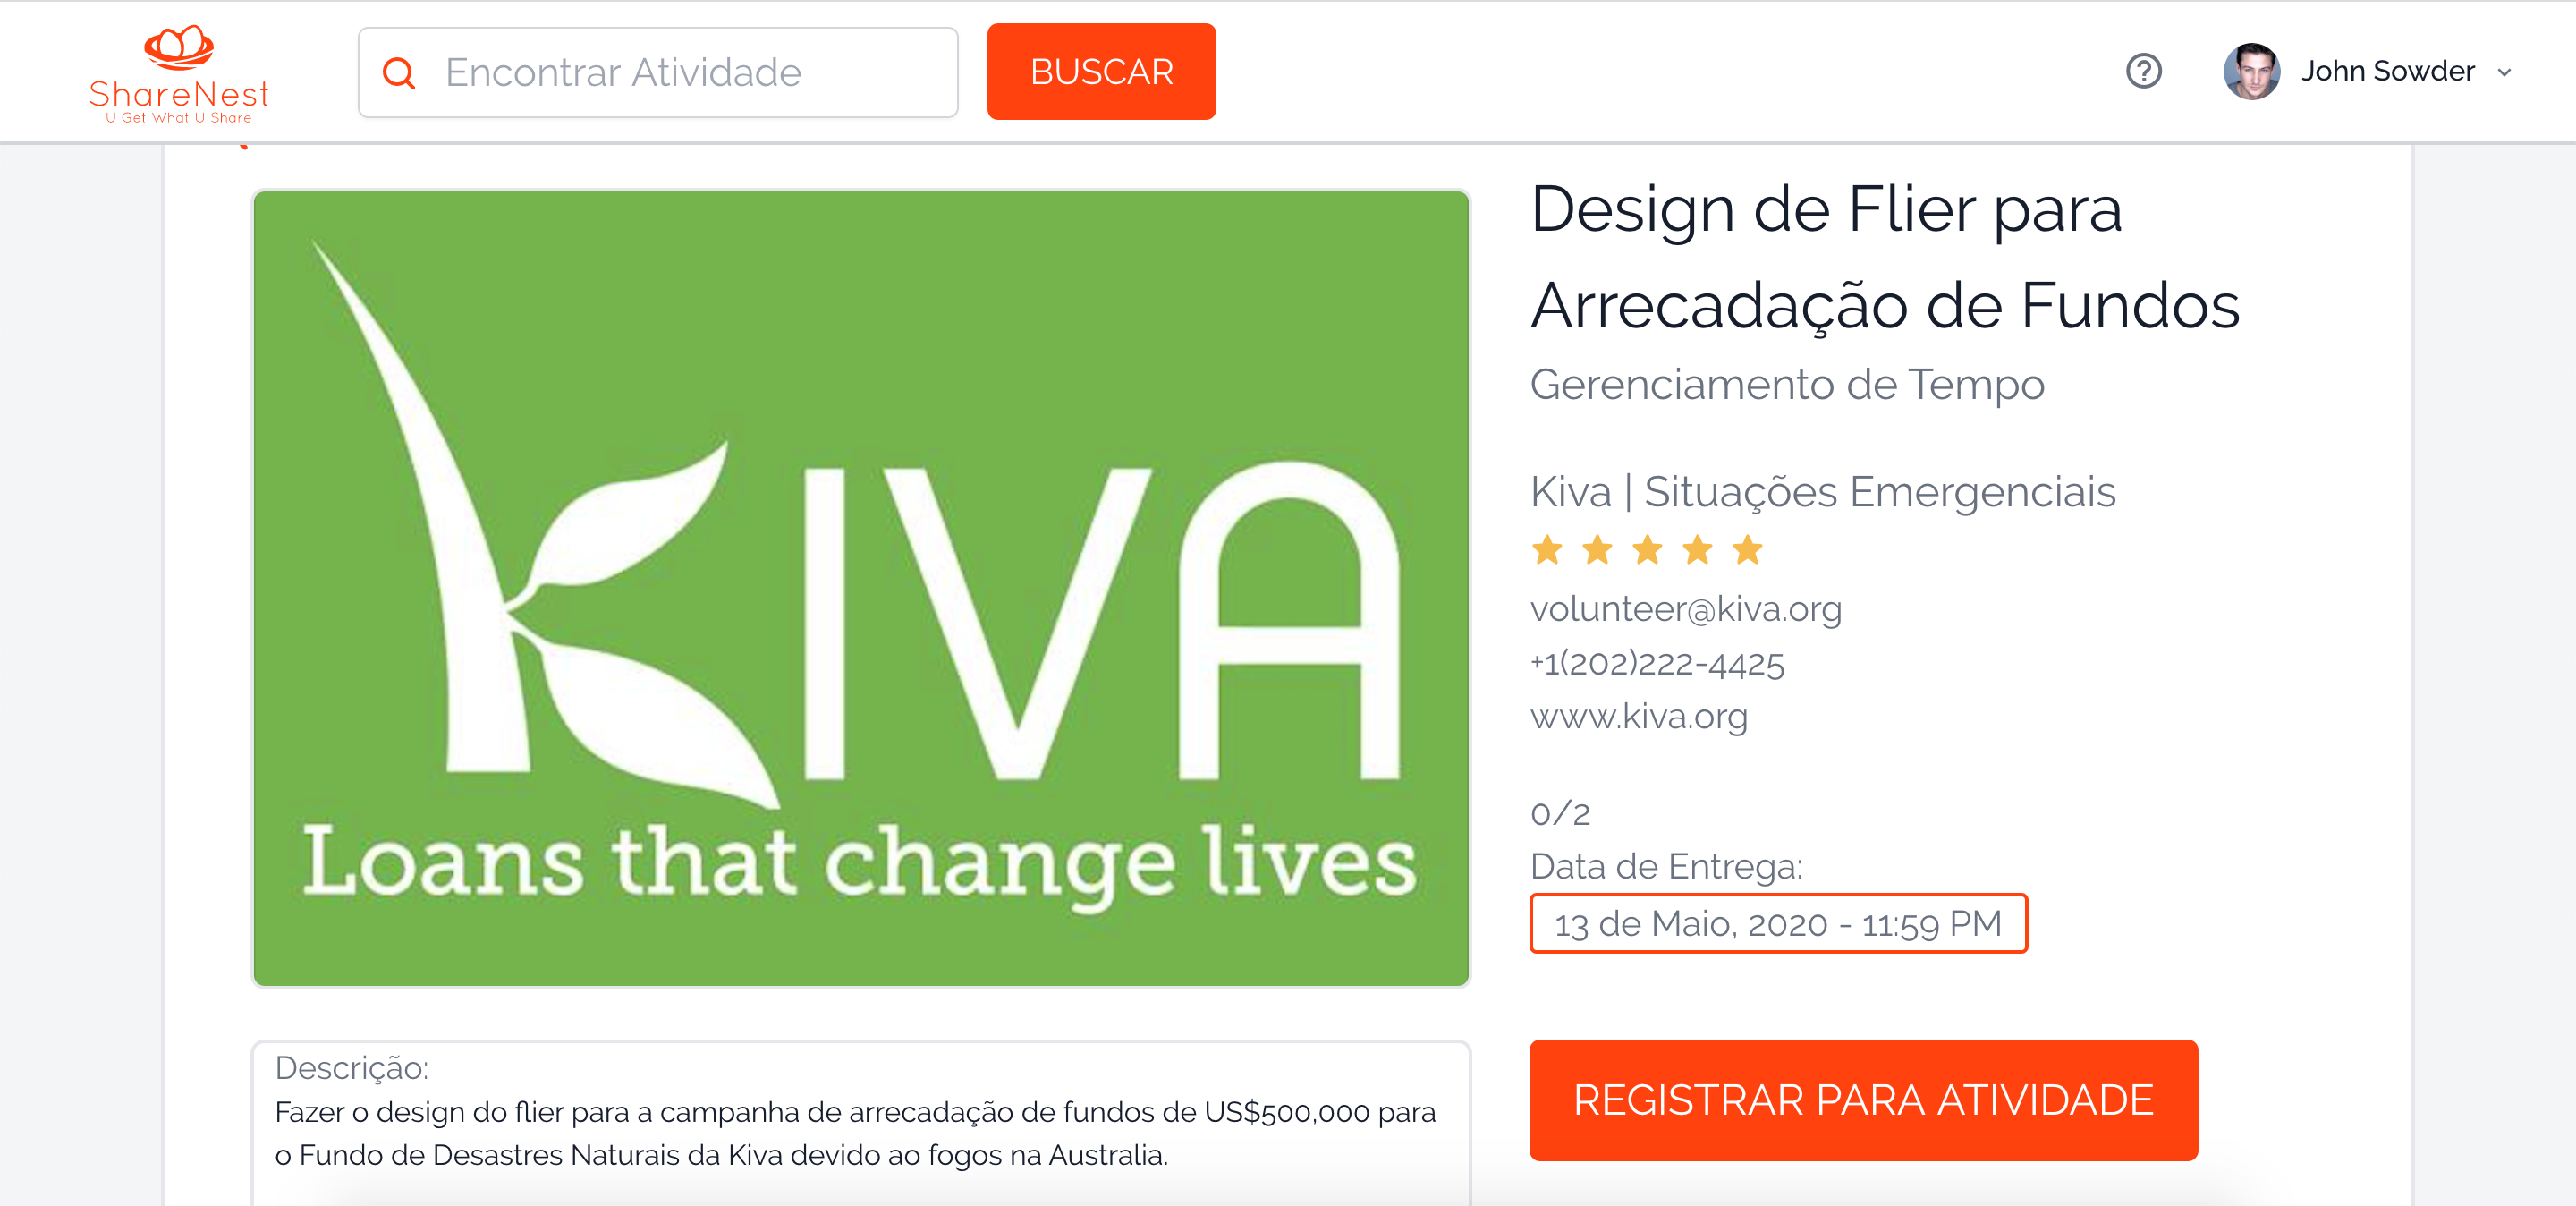 ShareNest
U Get What U Share
Encontrar Atividade
BUSCAR
John Sowder
KIVA
Loans that change lives
Design de Flier para
Arrecadação de Fundos
Gerenciamento de Tempo
Kiva | Situações Emergenciais
volunteer@kiva.org
+1(202)222-4425
www.kiva.org
0/2
Data de Entrega:
13 de Maio, 2020 - 11:59 PM
REGISTRAR PARA ATIVIDADE
Descrição:
Fazer o design do flier para a campanha de arrecadação de fundos de US$500,000 para
o Fundo de Desastres Naturais da Kiva devido ao fogos na Australia.